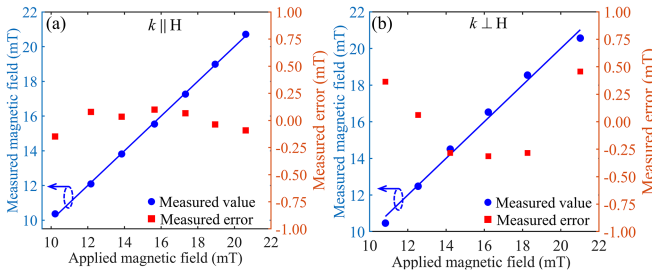 (a)
k ∥ H
Measured magnetic field (mT)
22
20
18
16
14
12
10
1.00
0.75
0.50
0.25
0.00
-0.25
-0.50
-0.75
-1.00
Measured error (mT)
Measured value
Measured error
10 12 14 16 18 20 22
Applied magnetic field (mT)
(b)
k ⊥ H
Measured magnetic field (mT)
22
20
18
16
14
12
10
1.00
0.75
0.50
0.25
0.00
-0.25
-0.50
-0.75
-1.00
Measured error (mT)
Measured value
Measured error
10 12 14 16 18 20 22
Applied magnetic field (mT)